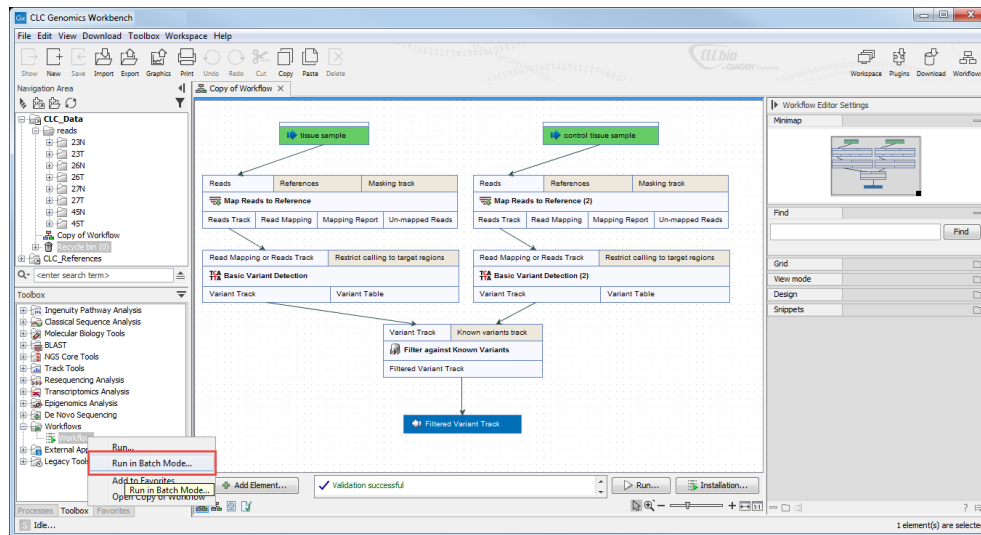 CLC Genomics Workbench
File Edit View Download Toolbox Workspace Help
Show New Save Import Export Graphics Print Undo Redo Cut Copy Paste Delete
CLC bio
Workspace Plugins Download Workflows
Navigation Area
Copy of Workflow
CLC_Data
reads
23N
23T
26N
26T
27N
27T
45N
45T
Copy of Workflow
Recycle bin (0)
CLC_References
<enter search term>
Toolbox
Ingenuity Pathway Analysis
Classical Sequence Analysis
Molecular Biology Tools
BLAST
NGS Core Tools
Track Tools
Resequencing Analysis
Transcriptomics Analysis
Epigenomics Analysis
De Novo Sequencing
Workflows
External App
Legacy Tools
Run...
Run in Batch Mode...
Add to Favorites
Run in Batch Mode...
Open Copy of Workflow
Processes Toolbox Favorites
Idle...
tissue sample
control tissue sample
Reads References Masking track
Map Reads to Reference
Reads Track Read Mapping Mapping Report Un-mapped Reads
Reads References Masking track
Map Reads to Reference (2)
Reads Track Read Mapping Mapping Report Un-mapped Reads
Read Mapping or Reads Track Restrict calling to target regions
Basic Variant Detection
Variant Track Variant Table
Read Mapping or Reads Track Restrict calling to target regions
Basic Variant Detection (2)
Variant Track Variant Table
Variant Track Known variants track
Filter against Known Variants
Filtered Variant Track
Filtered Variant Track
Add Element...
Validation successful
Run...
Installation...
Workflow Editor Settings
Minimap
Find
Find
Grid
View mode
Design
Snippets
1 element(s) are selected